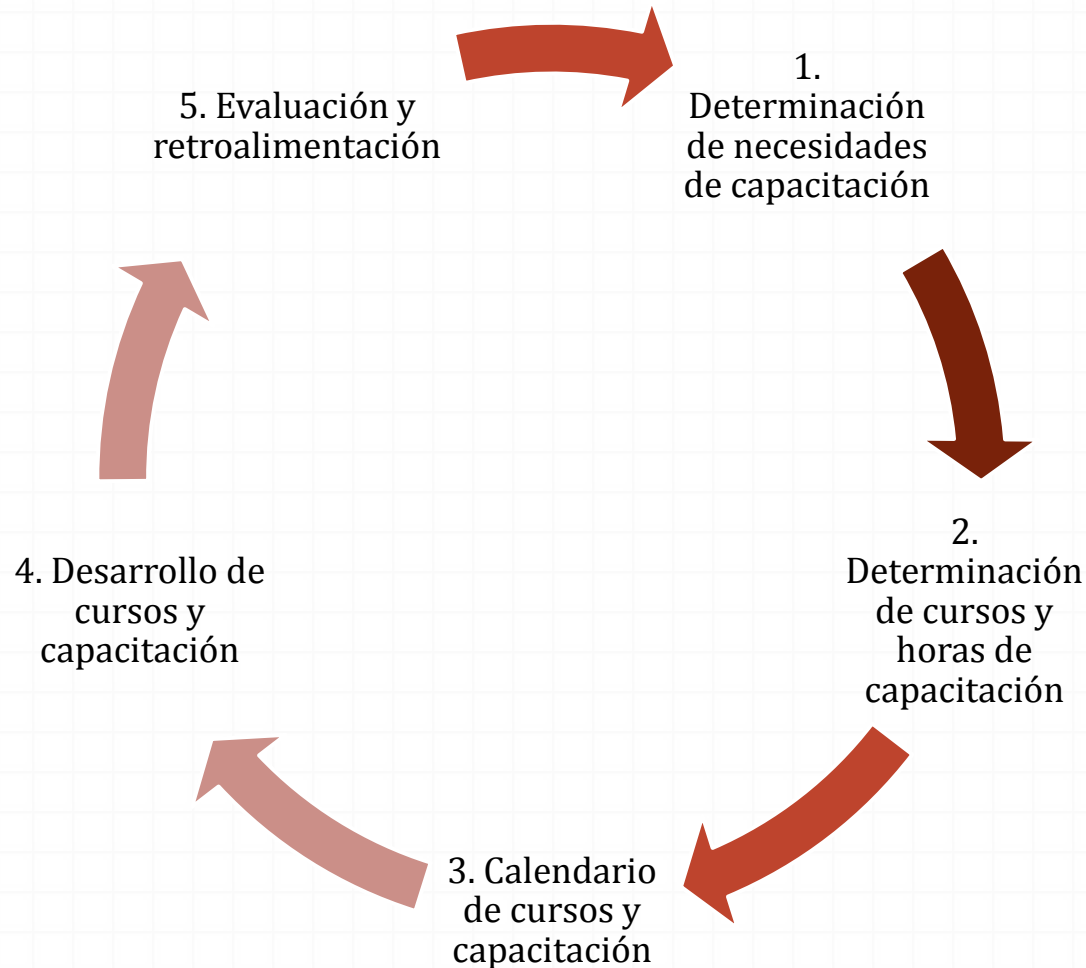 1.
Determinación
de necesidades
de capacitación
2.
Determinación
de cursos y
horas de
capacitación
3. Calendario
de cursos y
capacitación
4. Desarrollo de
cursos y
capacitación
5. Evaluación y
retroalimentación